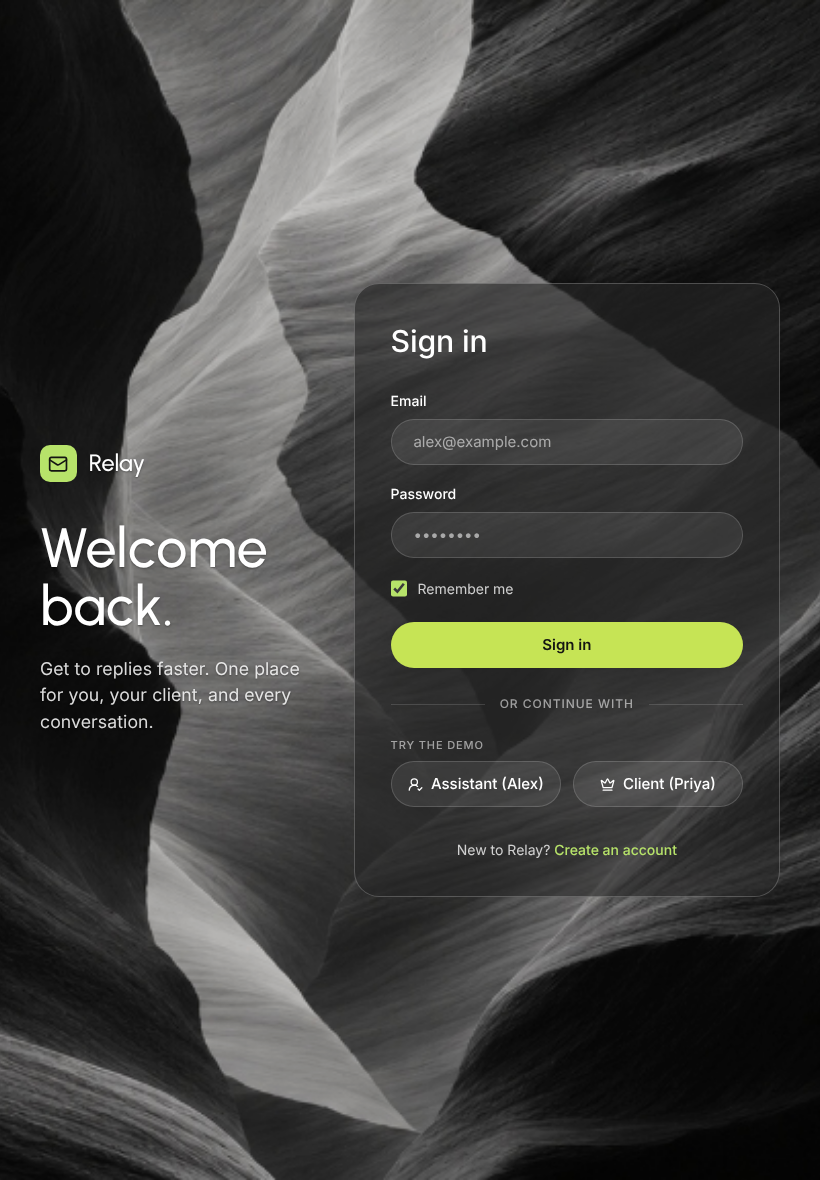 Relay
Welcome
back.
Get to replies faster. One place
for you, your client, and every
conversation.
Sign in
Email
alex@example.com
Password
••••••••
Remember me
Sign in
OR CONTINUE WITH
TRY THE DEMO
Assistant (Alex)
Client (Priya)
New to Relay? Create an account